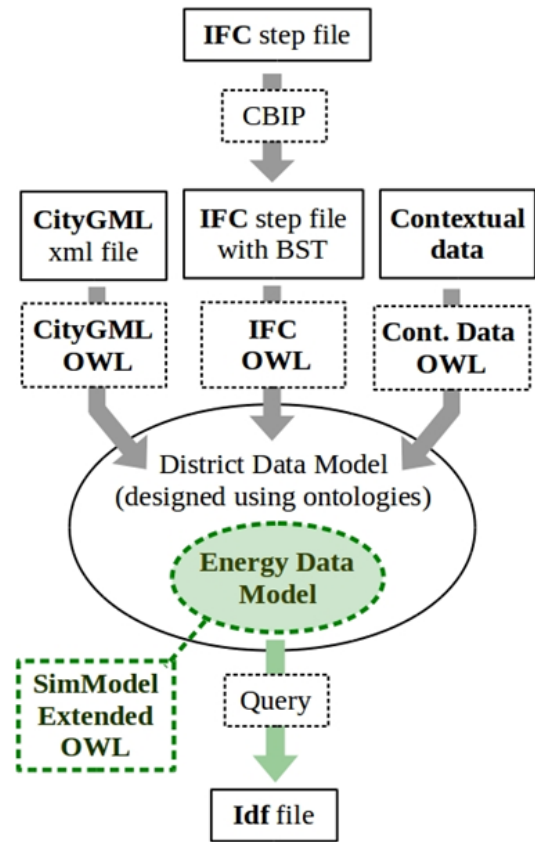 IFC step file
CBIP
CityGML
xml file
IFC step file
with BST
Contextual
data
CityGML
OWL
IFC
OWL
Cont. Data
OWL
District Data Model
(designed using ontologies)
Energy Data
Model
SimModel
Extended
OWL
Query
Idf file